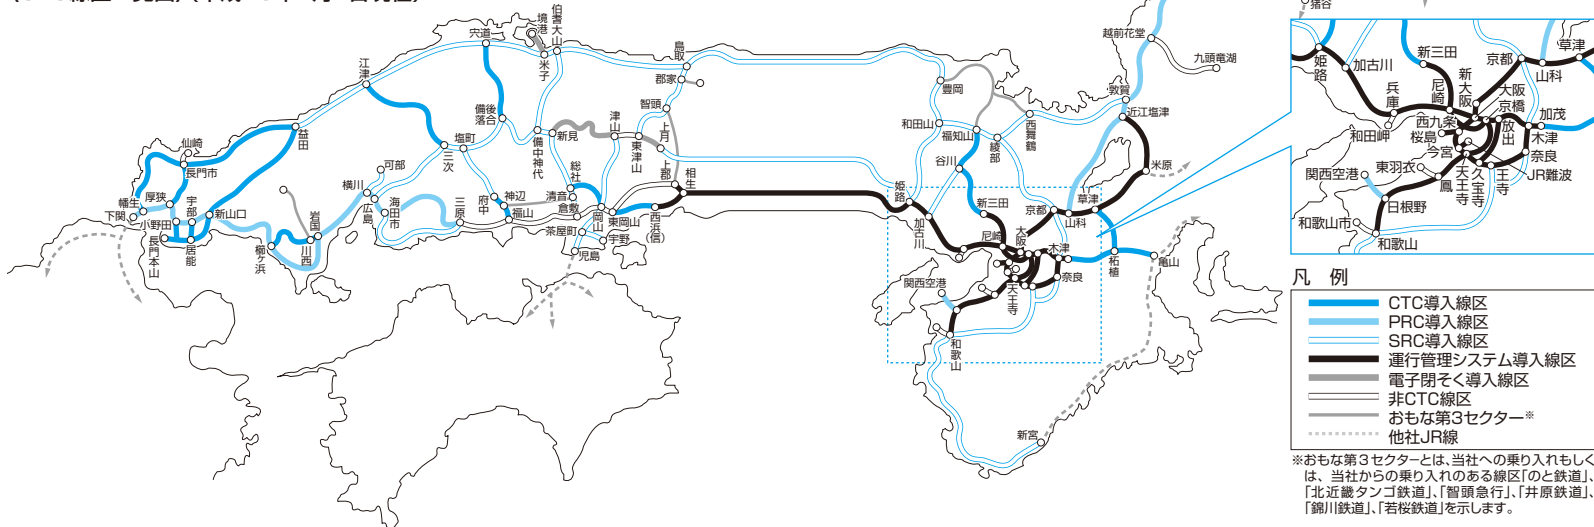 宍道
境港
伯耆大山
米子
鳥取
郡家
江津
智頭
備後落合
塩町
三次
備中神代
新見
津山
東津山
上月
上郡
相生
益田
仙崎
長門市
可部
横川
広島
海田市
三原
府中
神辺
福山
総社
清音
倉敷
岡山
東岡山
西浜(信)
茶屋町
宇野
児島
幡生
下関
厚狭
小野田
宇部
新山口
長門本山
居能
櫛ヶ浜
岩国
川西
豊岡
和田山
福知山
綾部
西舞鶴
谷川
姫路
加古川
新三田
尼崎
大阪
京都
山科
草津
木津
奈良
天王寺
関西空港
和歌山
新宮
柘植
亀山
米原
近江塩津
敦賀
越前花堂
九頭竜湖
猪谷
姫路
加古川
新三田
尼崎
新大阪
京都
山科
草津
大阪
京橋
兵庫
和田岬
西九条
桜島
今宮
放出
加茂
木津
奈良
JR難波
王寺
久宝寺
天王寺
東羽衣
鳳
関西空港
日根野
和歌山市
和歌山
凡 例
CTC導入線区
PRC導入線区
SRC導入線区
運行管理システム導入線区
電子閉そく導入線区
非CTC線区
おもな第3セクター※
他社JR線
※おもな第3セクターとは、当社への乗り入れもしく
は、当社からの乗り入れのある線区「のと鉄道」、
「北近畿タンゴ鉄道」、「智頭急行」、「井原鉄道」、
「錦川鉄道」、「若桜鉄道」を示します。